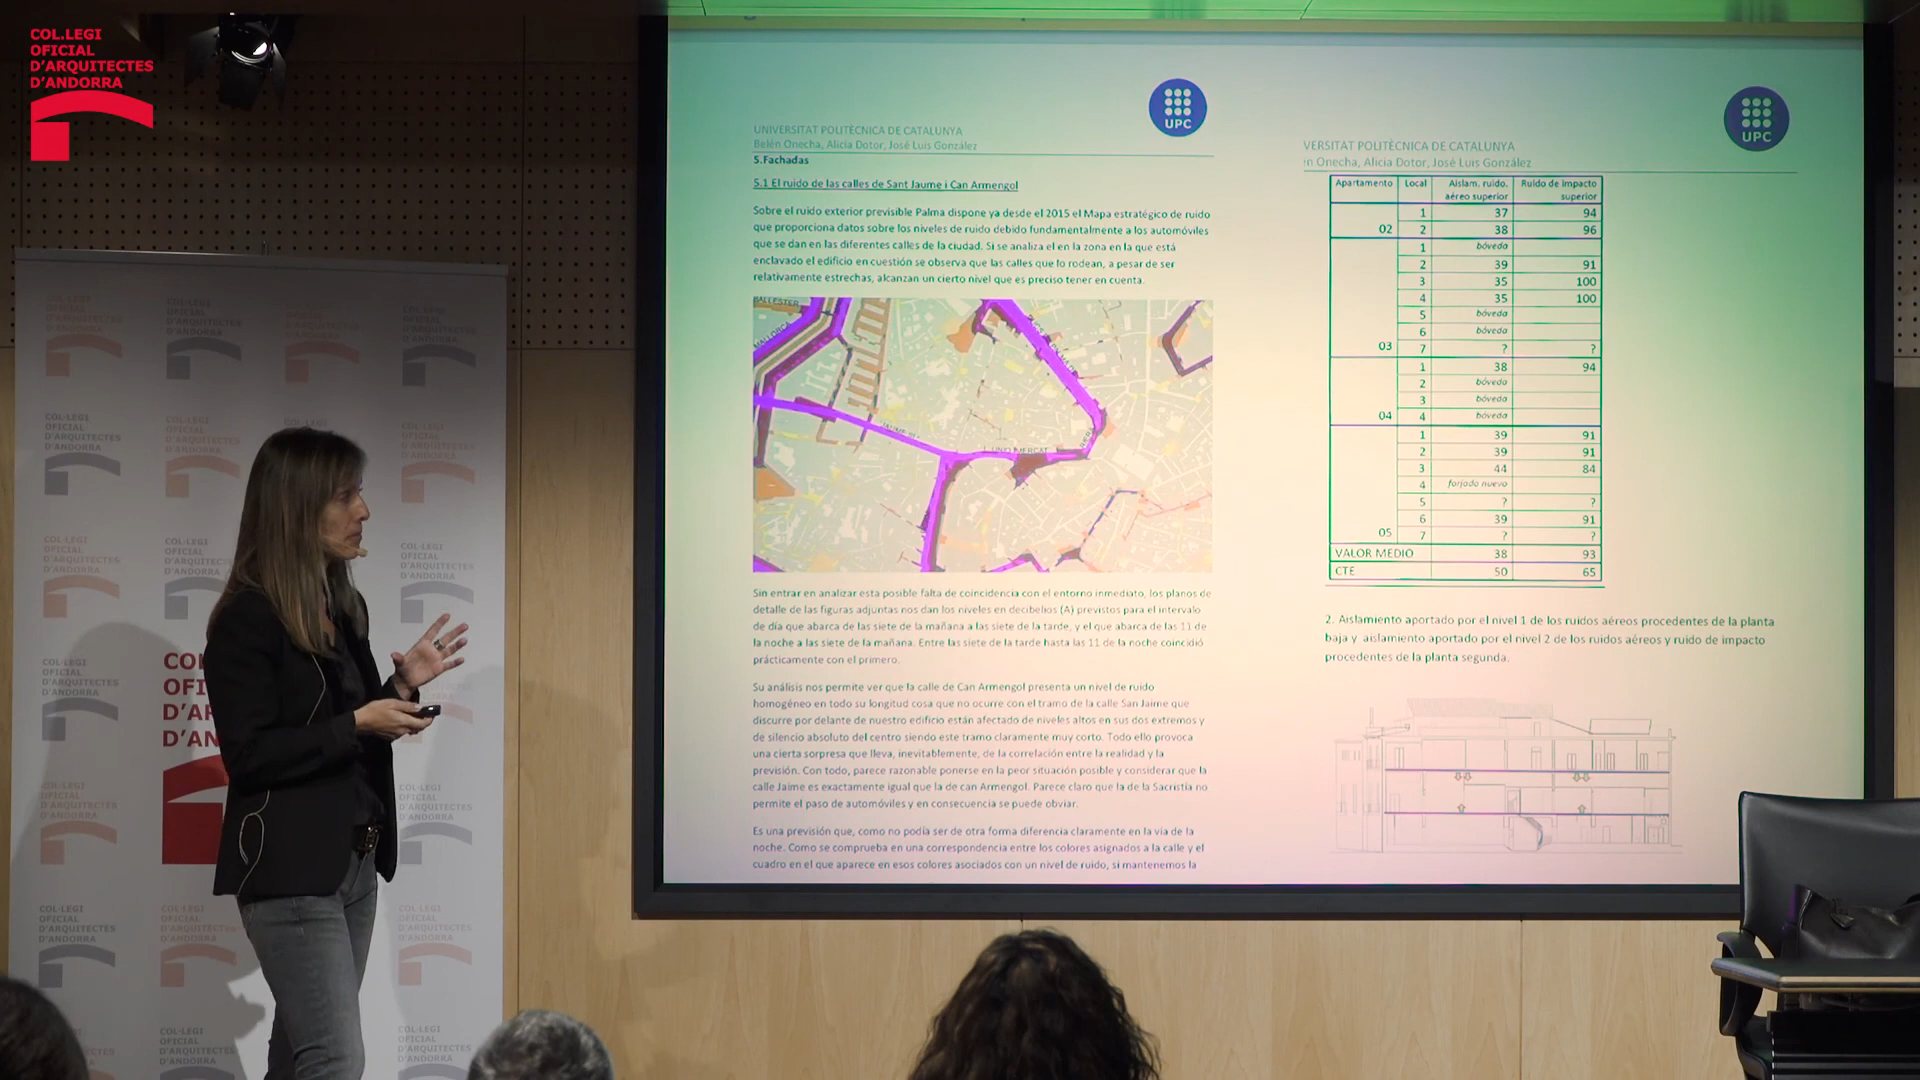 COL.LEGI
OFICIAL
D'ARQUITECTES
D'ANDORRA
UNIVERSITAT POLITÈCNICA DE CATALUNYA
Belén Onecha, Alicia Dotor, José Luis González
UPC
5.Fachadas
5.1 El ruido de las calles de Sant Jaume i Can Armengol
Sobre el ruido exterior previsible Palma dispone ya desde el 2015 el Mapa estratégico de ruido
que proporciona datos sobre los niveles de ruido debido fundamentalmente a los automóviles
que se dan en las diferentes calles de la ciudad. Si se analiza el en la zona en la que está
enclavado el edificio en cuestión se observa que las calles que lo rodean, a pesar de ser
relativamente estrechas, alcanzan un cierto nivel que es preciso tener en cuenta.
BALLESTER
MALLORCA
JAUME III
UNIO MERCAT
RIERA
Sin entrar en analizar esta posible falta de coincidencia con el entorno inmediato, los planos de
detalle de las figuras adjuntas nos dan los niveles en decibelios (A) previstos para el intervalo
de día que abarca de las siete de la mañana a las siete de la tarde, y el que abarca de las 11 de
la noche a las siete de la mañana. Entre las siete de la tarde hasta las 11 de la noche coincidió
prácticamente con el primero.
Su análisis nos permite ver que la calle de Can Armengol presenta un nivel de ruido
homogéneo en todo su longitud cosa que no ocurre con el tramo de la calle San Jaime que
discurre por delante de nuestro edificio están afectado de niveles altos en sus dos extremos y
de silencio absoluto del centro siendo este tramo claramente muy corto. Todo ello provoca
una cierta sorpresa que lleva, inevitablemente, de la correlación entre la realidad y la
previsión. Con todo, parece razonable ponerse en la peor situación posible y considerar que la
calle Jaime es exactamente igual que la de can Armengol. Parece claro que la de la Sacristía no
permite el paso de automóviles y en consecuencia se puede obviar.
Es una previsión que, como no podía ser de otra forma diferencia claramente en la vía de la
noche. Como se comprueba en una correspondencia entre los colores asignados a la calle y el
cuadro en el que aparece en esos colores asociados con un nivel de ruido, si mantenemos la
VERSITAT POLITÈCNICA DE CATALUNYA
in Onecha, Alicia Dotor, José Luis González
UPC
Apartamento Local Aislam. ruido. aéreo superior Ruido de impacto superior
1 37 94
02 2 38 96
1 bóveda
2 39 91
3 35 100
4 35 100
5 bóveda
6 bóveda
03 7 ? ?
1 38 94
2 bóveda
3 bóveda
04 4 bóveda
1 39 91
2 39 91
3 44 84
4 forjado nuevo
5 ? ?
6 39 91
05 7 ? ?
VALOR MEDIO 38 93
CTE 50 65
2. Aislamiento aportado por el nivel 1 de los ruidos aéreos procedentes de la planta
baja y aislamiento aportado por el nivel 2 de los ruidos aéreos y ruido de impacto
procedentes de la planta segunda.